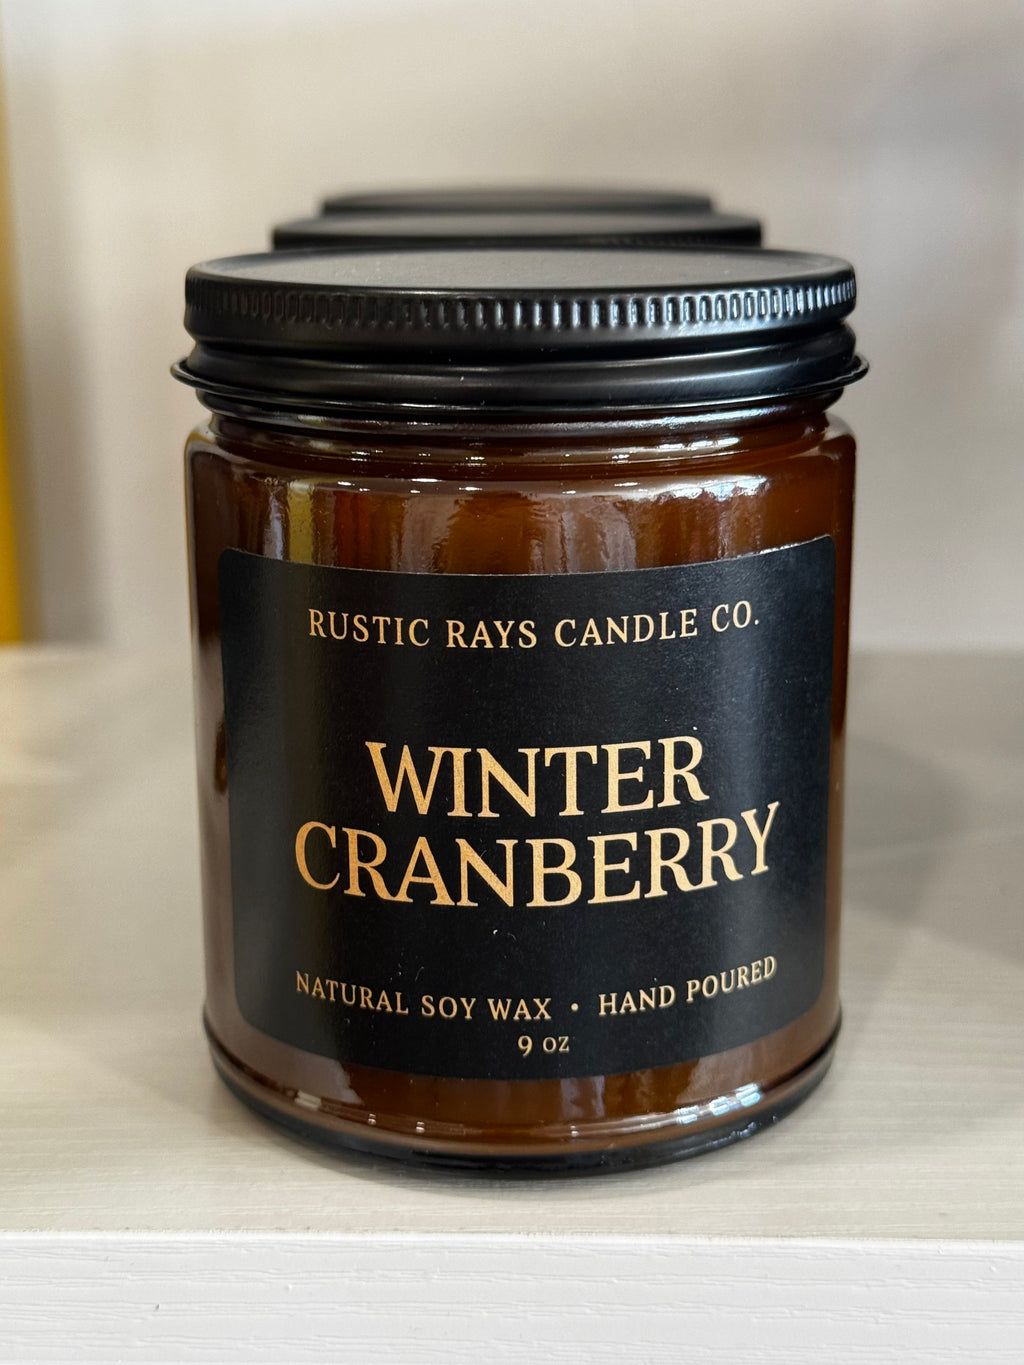 RUSTIC RAYS CANDLE CO.
WINTER
CRANBERRY
NATURAL SOY WAX • HAND POURED
9 OZ